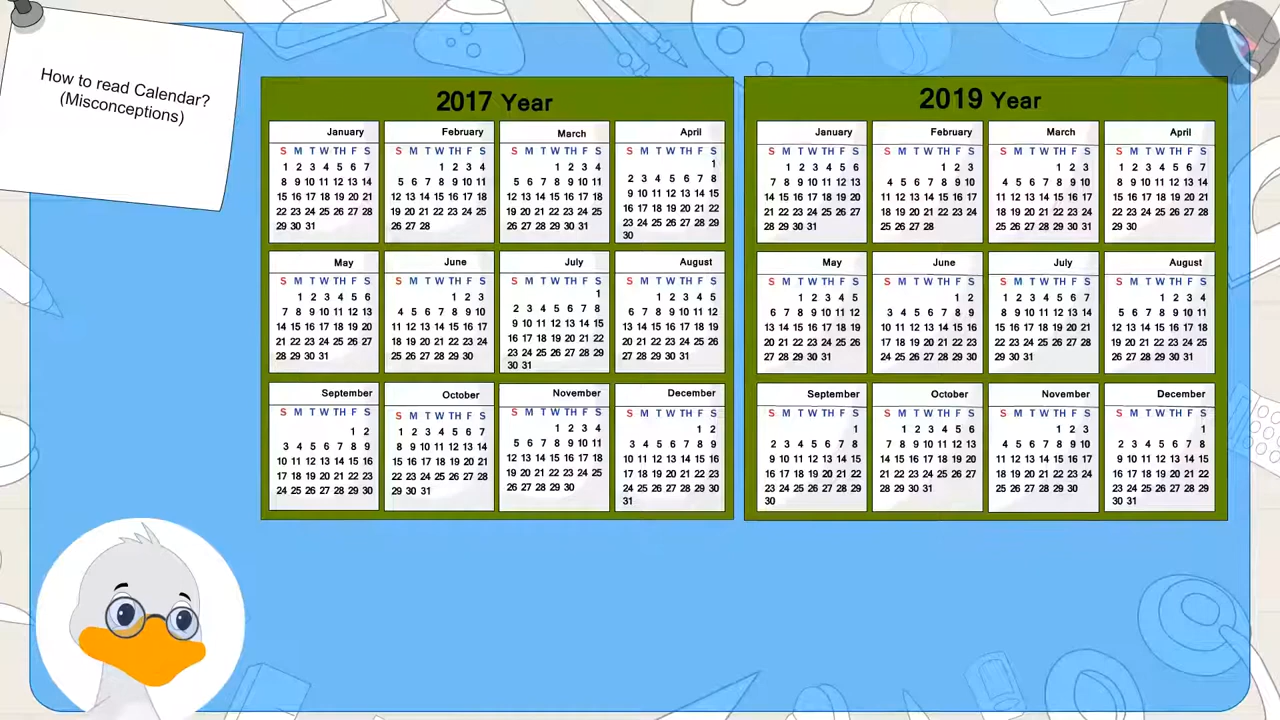 How to read Calendar?
(Misconceptions)
2017 Year
January
S M T W TH F S
1 2 3 4 5 6 7
8 9 10 11 12 13 14
15 16 17 18 19 20 21
22 23 24 25 26 27 28
29 30 31
February
S M T W TH F S
1 2 3 4
5 6 7 8 9 10 11
12 13 14 15 16 17 18
19 20 21 22 23 24 25
26 27 28
March
S M T W TH F S
1 2 3 4
5 6 7 8 9 10 11
12 13 14 15 16 17 18
19 20 21 22 23 24 25
26 27 28 29 30 31
April
S M T W TH F S
1
2 3 4 5 6 7 8
9 10 11 12 13 14 15
16 17 18 19 20 21 22
23 24 25 26 27 28 29
30
May
S M T W TH F S
1 2 3 4 5 6
7 8 9 10 11 12 13
14 15 16 17 18 19 20
21 22 23 24 25 26 27
28 29 30 31
June
S M T W TH F S
1 2 3
4 5 6 7 8 9 10
11 12 13 14 15 16 17
18 19 20 21 22 23 24
25 26 27 28 29 30
July
S M T W TH F S
1
2 3 4 5 6 7 8
9 10 11 12 13 14 15
16 17 18 19 20 21 22
23 24 25 26 27 28 29
30 31
August
S M T W TH F S
1 2 3 4 5
6 7 8 9 10 11 12
13 14 15 16 17 18 19
20 21 22 23 24 25 26
27 28 29 30 31
September
S M T W TH F S
1 2
3 4 5 6 7 8 9
10 11 12 13 14 15 16
17 18 19 20 21 22 23
24 25 26 27 28 29 30
October
S M T W TH F S
1 2 3 4 5 6 7
8 9 10 11 12 13 14
15 16 17 18 19 20 21
22 23 24 25 26 27 28
29 30 31
November
S M T W TH F S
1 2 3 4
5 6 7 8 9 10 11
12 13 14 15 16 17 18
19 20 21 22 23 24 25
26 27 28 29 30
December
S M T W TH F S
1 2
3 4 5 6 7 8 9
10 11 12 13 14 15 16
17 18 19 20 21 22 23
24 25 26 27 28 29 30
31
2019 Year
January
S M T W TH F S
1 2 3 4 5 6
7 8 9 10 11 12 13
14 15 16 17 18 19 20
21 22 23 24 25 26 27
28 29 30 31
February
S M T W TH F S
1 2 3
4 5 6 7 8 9 10
11 12 13 14 15 16 17
18 19 20 21 22 23 24
25 26 27 28
March
S M T W TH F S
1 2 3
4 5 6 7 8 9 10
11 12 13 14 15 16 17
18 19 20 21 22 23 24
25 26 27 28 29 30 31
April
S M T W TH F S
1 2 3 4 5 6 7
8 9 10 11 12 13 14
15 16 17 18 19 20 21
22 23 24 25 26 27 28
29 30
May
S M T W TH F S
1 2 3 4 5
6 7 8 9 10 11 12
13 14 15 16 17 18 19
20 21 22 23 24 25 26
27 28 29 30 31
June
S M T W TH F S
1 2
3 4 5 6 7 8 9
10 11 12 13 14 15 16
17 18 19 20 21 22 23
24 25 26 27 28 29 30
July
S M T W TH F S
1 2 3 4 5 6 7
8 9 10 11 12 13 14
15 16 17 18 19 20 21
22 23 24 25 26 27 28
29 30 31
August
S M T W TH F S
1 2 3 4
5 6 7 8 9 10 11
12 13 14 15 16 17 18
19 20 21 22 23 24 25
26 27 28 29 30 31
September
S M T W TH F S
1
2 3 4 5 6 7 8
9 10 11 12 13 14 15
16 17 18 19 20 21 22
23 24 25 26 27 28 29
30
October
S M T W TH F S
1 2 3 4 5 6
7 8 9 10 11 12 13
14 15 16 17 18 19 20
21 22 23 24 25 26 27
28 29 30 31
November
S M T W TH F S
1 2 3
4 5 6 7 8 9 10
11 12 13 14 15 16 17
18 19 20 21 22 23 24
25 26 27 28 29 30
December
S M T W TH F S
1
2 3 4 5 6 7 8
9 10 11 12 13 14 15
16 17 18 19 20 21 22
23 24 25 26 27 28 29
30 31